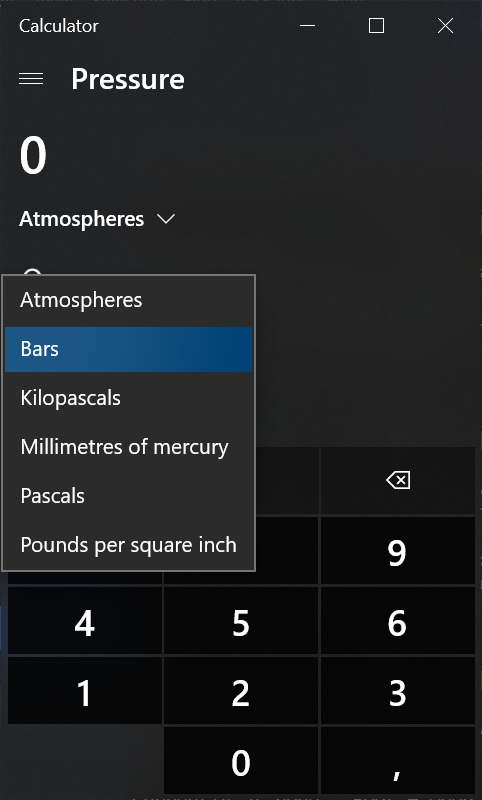 Calculator
Pressure
0
Atmospheres
Atmospheres
Bars
Kilopascals
Millimetres of mercury
Pascals
Pounds per square inch
9
4 5 6
1 2 3
0 ,